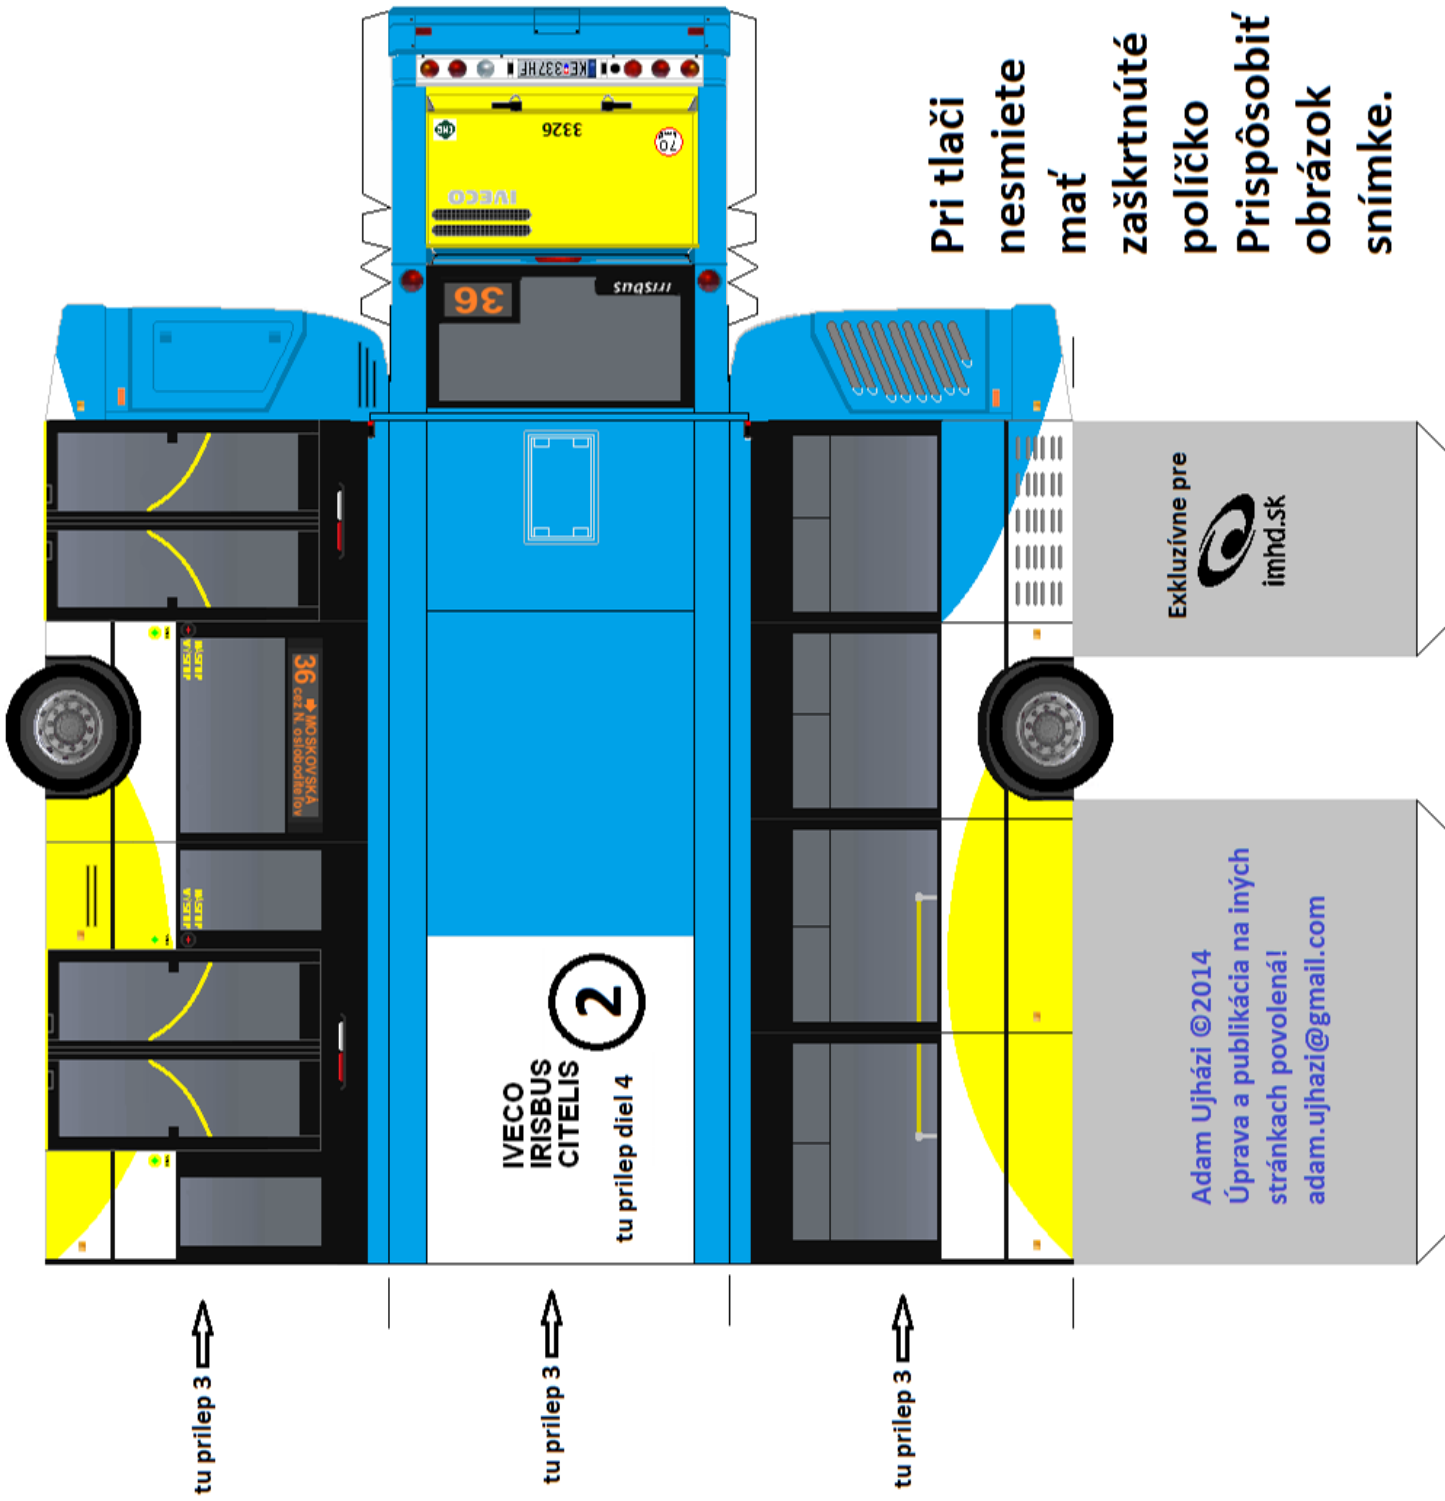 Pri tlači
nesmiete
mať
zaškrtnúté
políčko
Prispôsobiť
obrázok
snímke.
KE 337HF
3326
70
IVECO
irisbus
36
36 MOSKOVSKÁ
cez N. osloboditeľov
Exkluzívne pre
imhd.sk
IVECO
IRISBUS
CITELIS
2
tu prilep diel 4
Adam Ujházi ©2014
Úprava a publikácia na iných
stránkach povolená!
adam.ujhazi@gmail.com
tu prilep 3
tu prilep 3
tu prilep 3